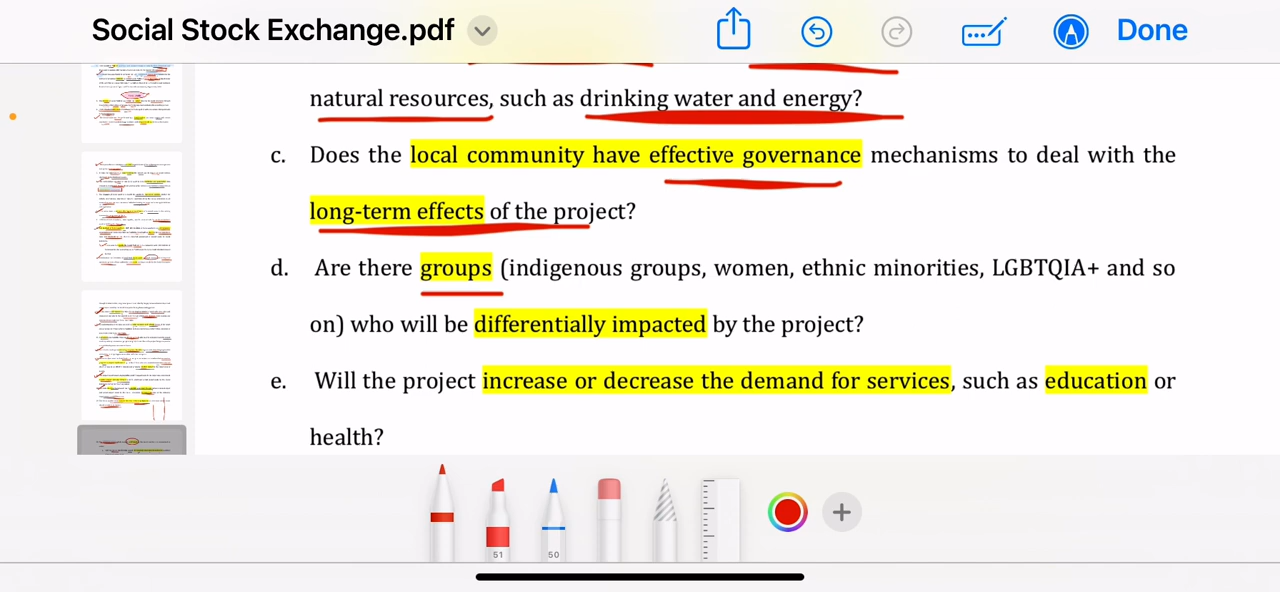 Social Stock Exchange.pdf
Done
natural resources, such as drinking water and energy?
c. Does the local community have effective governance mechanisms to deal with the
long-term effects of the project?
d. Are there groups (indigenous groups, women, ethnic minorities, LGBTQIA+ and so
on) who will be differentially impacted by the project?
e. Will the project increase or decrease the demand for services, such as education or
health?
51
50